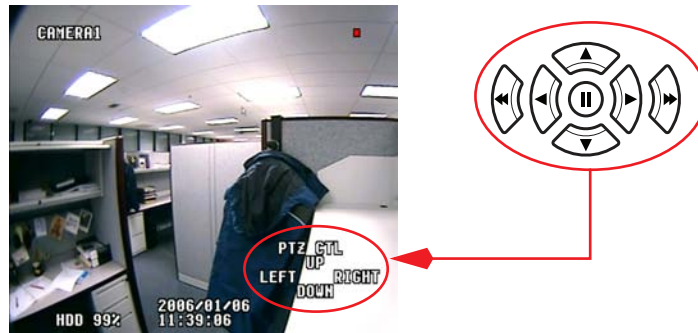 CAMERA1
PTZ CTL
UP
LEFT RIGHT
DOWN
HDD 99% 2006/01/06
11:39:06